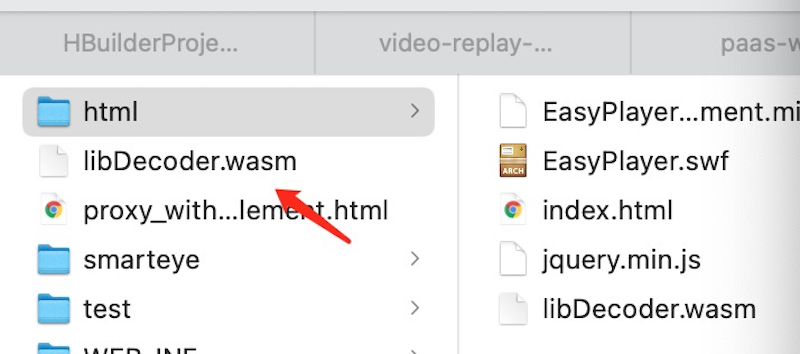 HBuilderProje...
video-replay-...
paas-w
html
libDecoder.wasm
proxy_with...lement.html
smarteye
test
WEB-INF
EasyPlayer...ment.mi
EasyPlayer.swf
ARCH
index.html
jquery.min.js
libDecoder.wasm